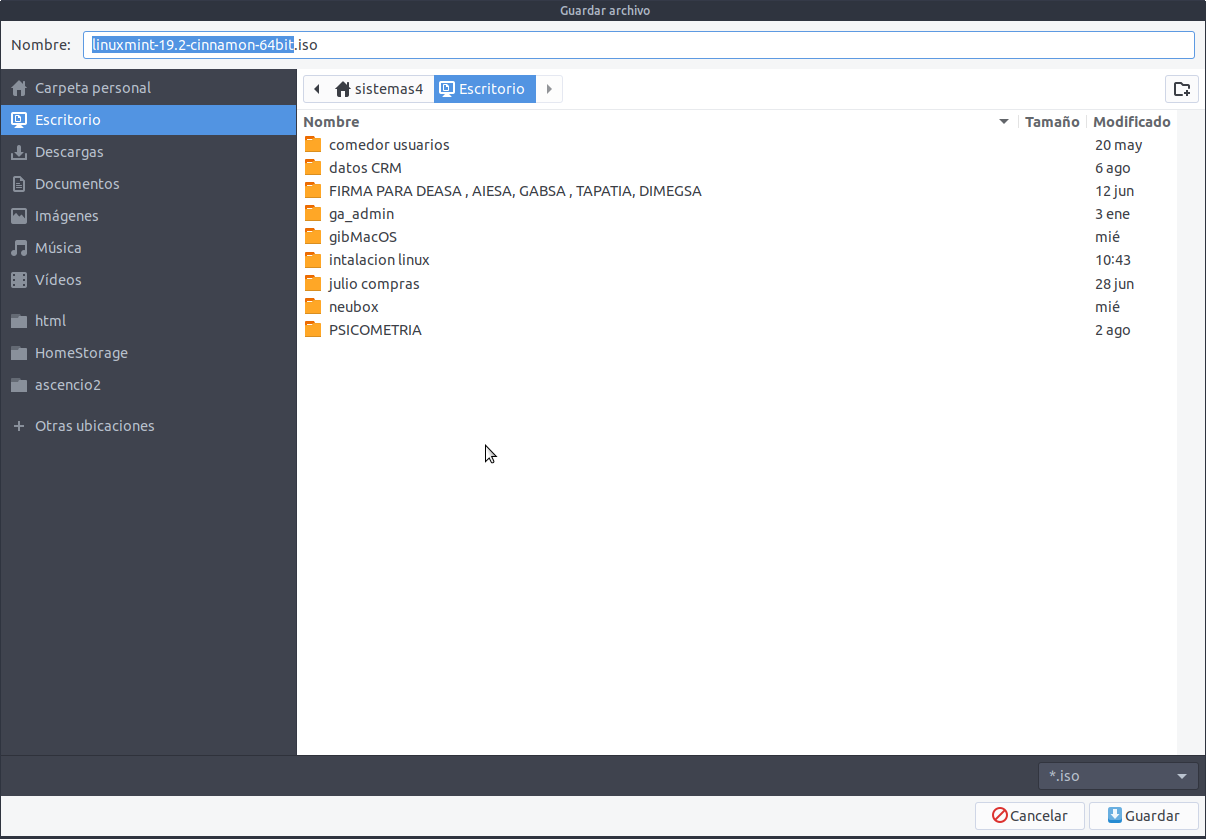 Guardar archivo
Nombre: linuxmint-19.2-cinnamon-64bit.iso
Carpeta personal
Escritorio
Descargas
Documentos
Imágenes
Música
Vídeos
html
HomeStorage
ascencio2
Otras ubicaciones
sistemas4 Escritorio
Nombre Tamaño Modificado
comedor usuarios 20 may
datos CRM 6 ago
FIRMA PARA DEASA , AIESA, GABSA , TAPATIA, DIMEGSA 12 jun
ga_admin 3 ene
gibMacOS mié
intalacion linux 10:43
julio compras 28 jun
neubox mié
PSICOMETRIA 2 ago
*.iso
Cancelar Guardar